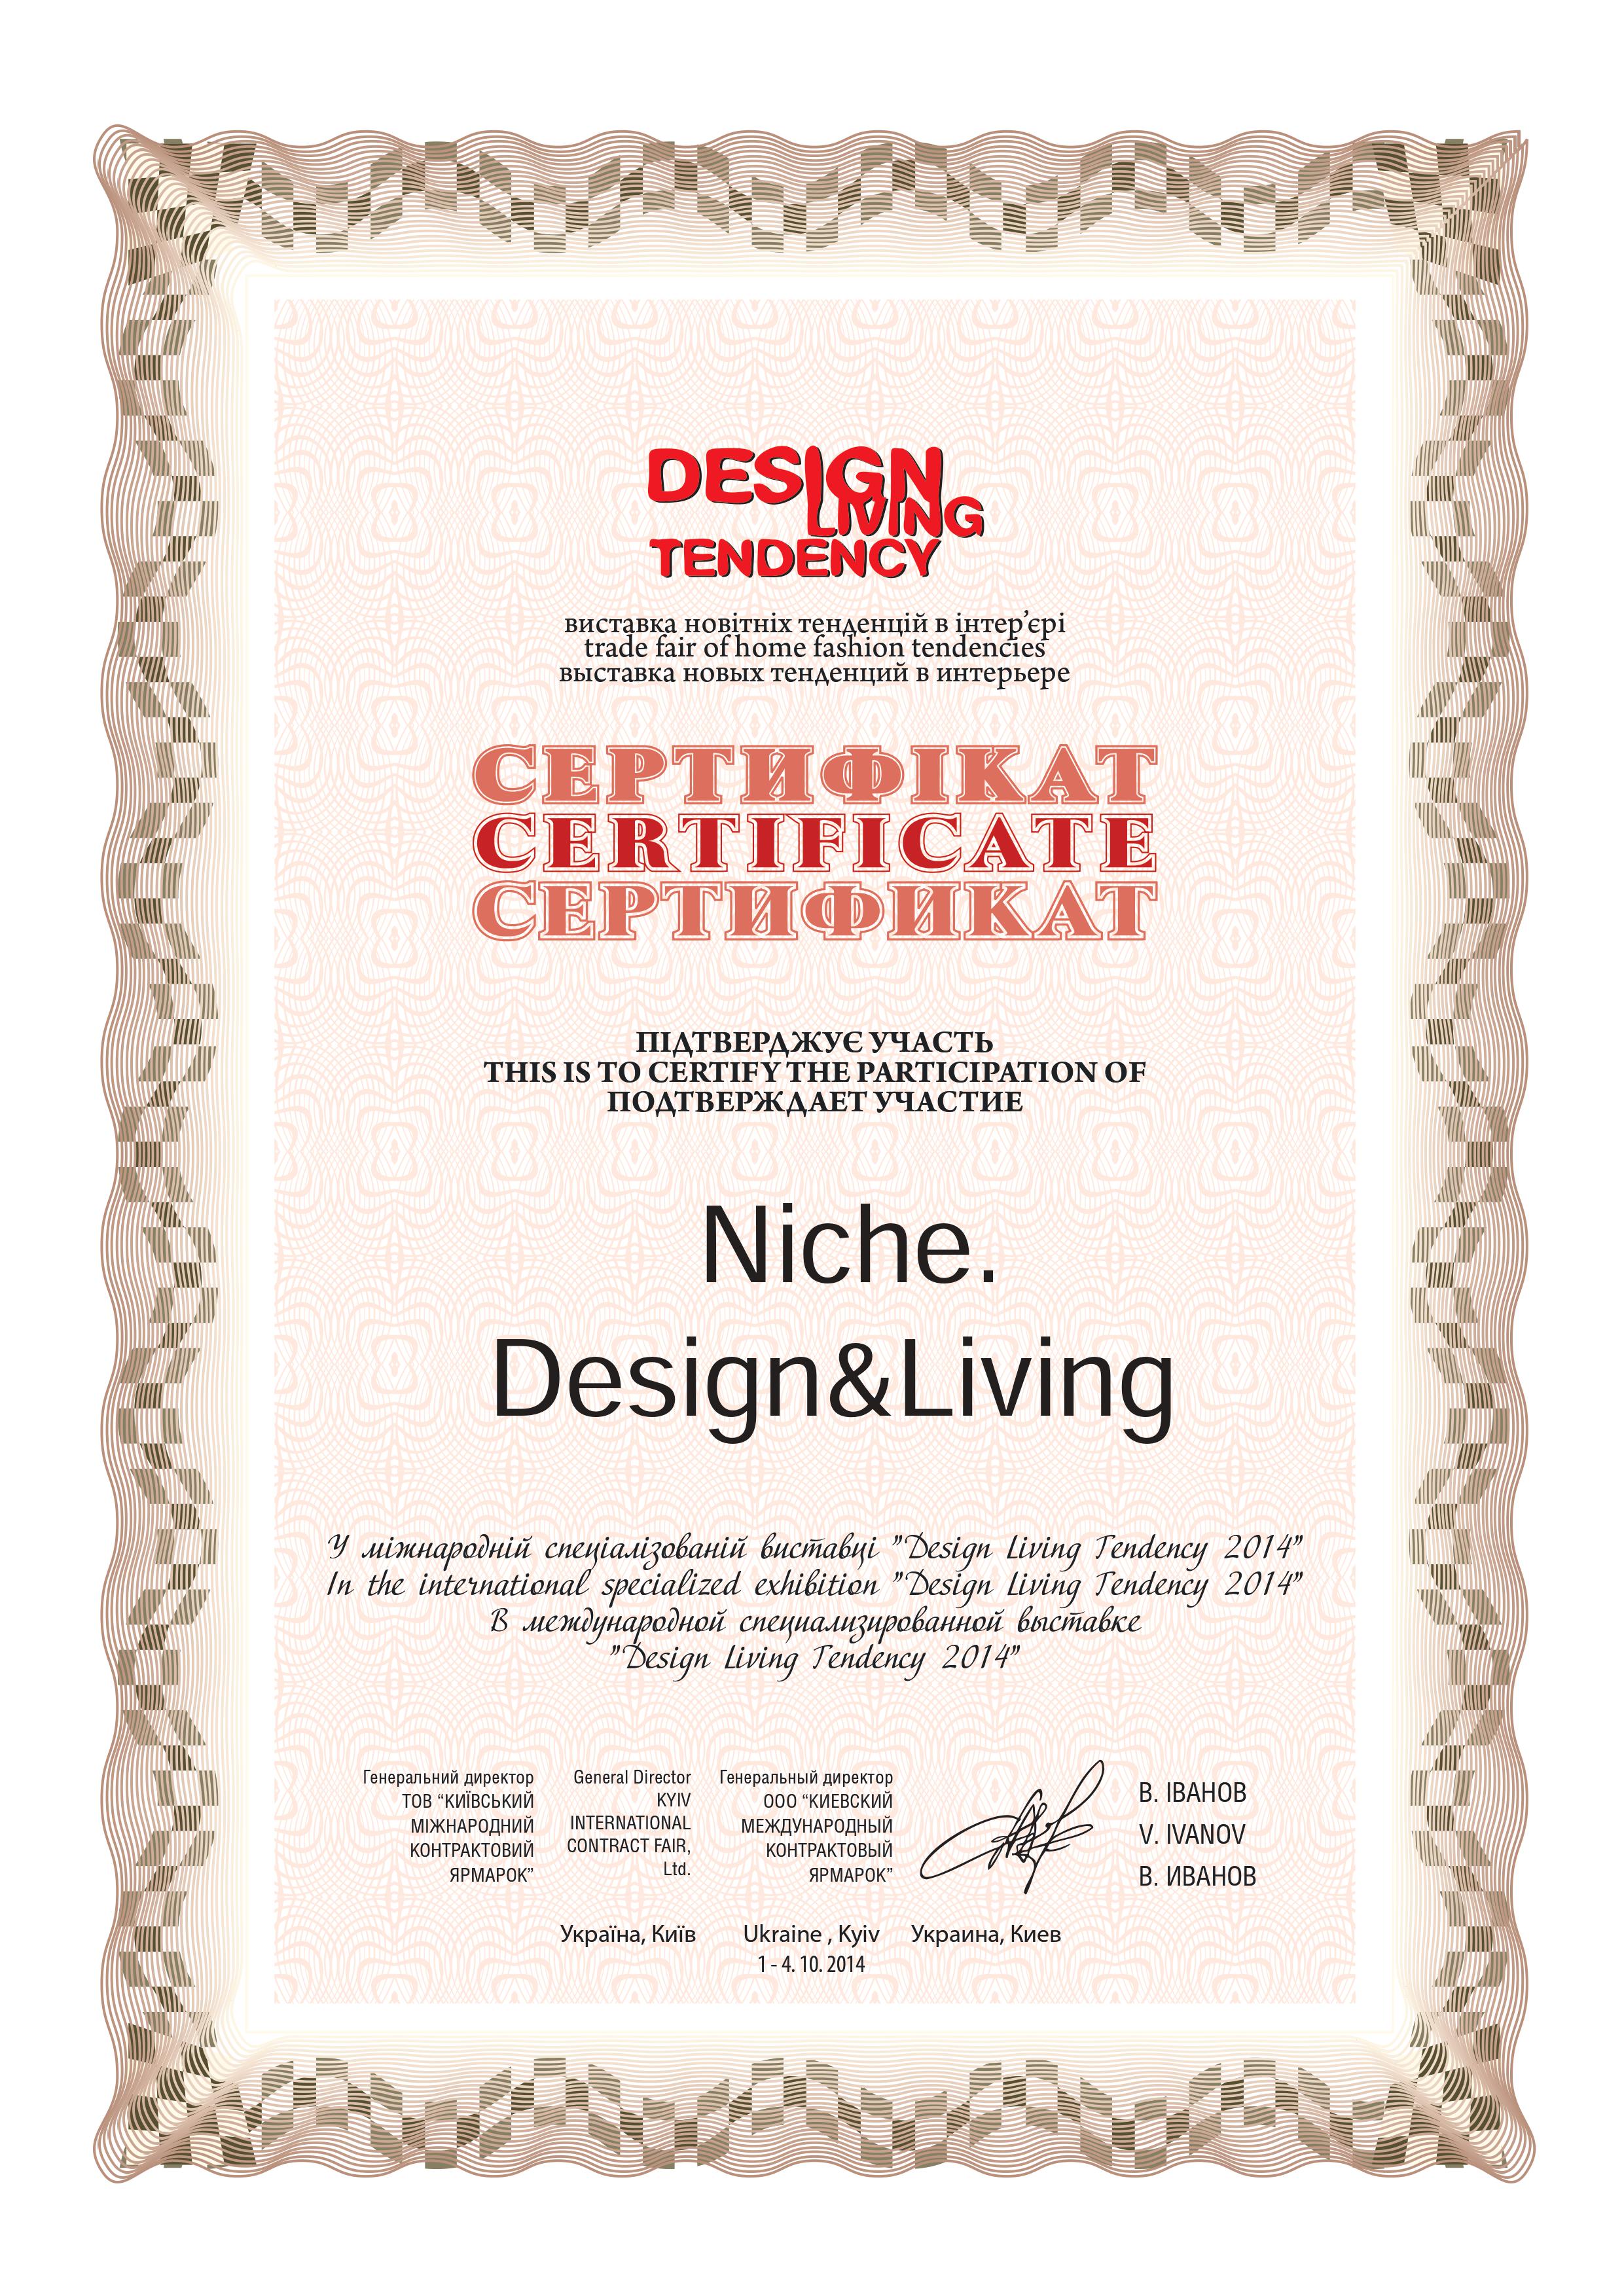 DESIGN
LIVING
TENDENCY
виставка новітніх тенденцій в інтер’єрі
trade fair of home fashion tendencies
выставка новых тенденций в интерьере
СЕРТИФІКАТ
CERTIFICATE
СЕРТИФИКАТ
ПІДТВЕРДЖУЄ УЧАСТЬ
THIS IS TO CERTIFY THE PARTICIPATION OF
ПОДТВЕРЖДАЕТ УЧАСТИЕ
Niche.
Design&Living
У міжнародній спеціалізованій виставці ”Design Living Tendency 2014”
In the international specialized exhibition ”Design Living Tendency 2014”
В международной специализированной выставке
”Design Living Tendency 2014”
Генеральний директор
ТОВ “КИЇВСЬКИЙ
МІЖНАРОДНИЙ
КОНТРАКТОВИЙ
ЯРМАРОК”
General Director
KYIV
INTERNATIONAL
CONTRACT FAIR,
Ltd.
Генеральный директор
ООО “КИЕВСКИЙ
МЕЖДУНАРОДНЫЙ
КОНТРАКТОВЫЙ
ЯРМАРОК”
В. ІВАНОВ
V. IVANOV
В. ИВАНОВ
Україна, Київ Ukraine , Kyiv Украина, Киев
1 - 4. 10. 2014